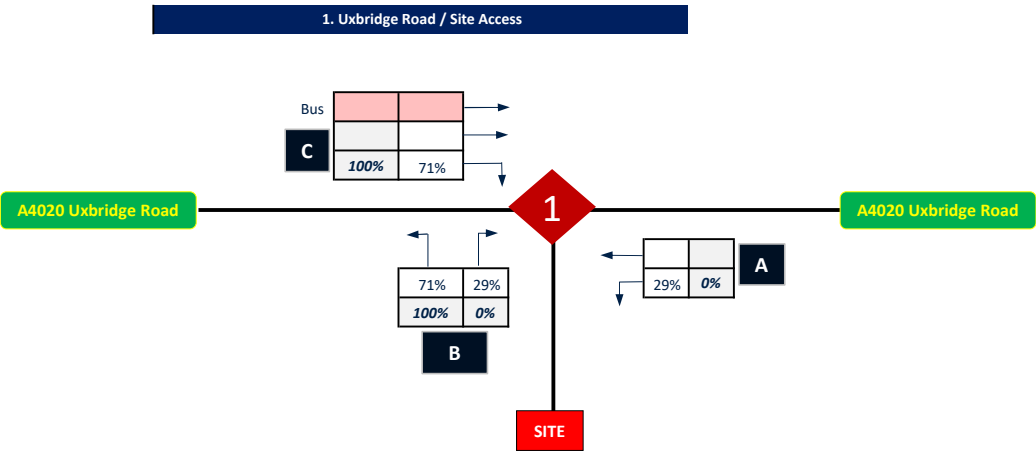 1. Uxbridge Road / Site Access
Bus
C
100% 71%
A4020 Uxbridge Road
1
A4020 Uxbridge Road
A
29% 0%
71% 29%
100% 0%
B
SITE